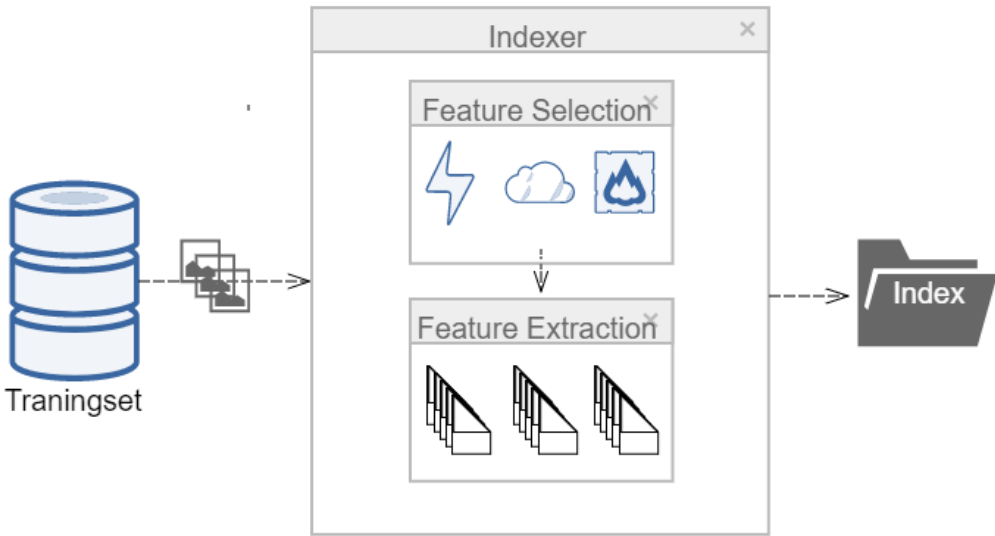 Indexer
Feature Selection
Traningset
Feature Extraction
Index